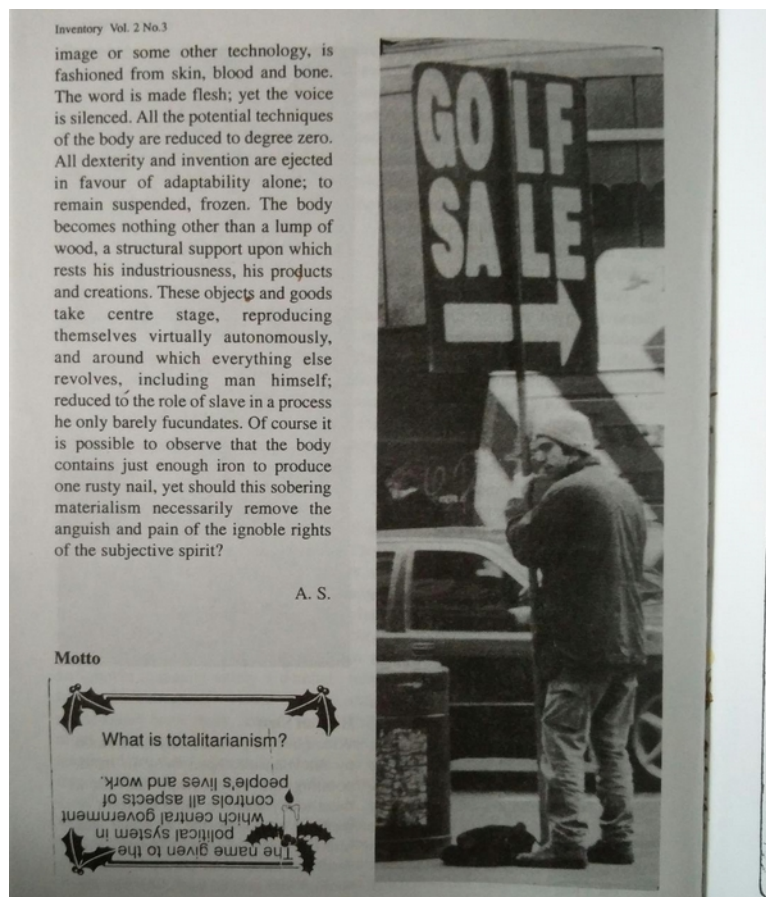 Inventory Vol. 2 No.3
image or some other technology, is
fashioned from skin, blood and bone.
The word is made flesh; yet the voice
is silenced. All the potential techniques
of the body are reduced to degree zero.
All dexterity and invention are ejected
in favour of adaptability alone; to
remain suspended, frozen. The body
becomes nothing other than a lump of
wood, a structural support upon which
rests his industriousness, his products
and creations. These objects and goods
take centre stage, reproducing
themselves virtually autonomously,
and around which everything else
revolves, including man himself;
reduced to the role of slave in a process
he only barely fucundates. Of course it
is possible to observe that the body
contains just enough iron to produce
one rusty nail, yet should this sobering
materialism necessarily remove the
anguish and pain of the ignoble rights
of the subjective spirit?
A. S.
Motto
What is totalitarianism?
The name given to the
political system in
which central government
controls all aspects of
people's lives and work.
GOLF
SALE